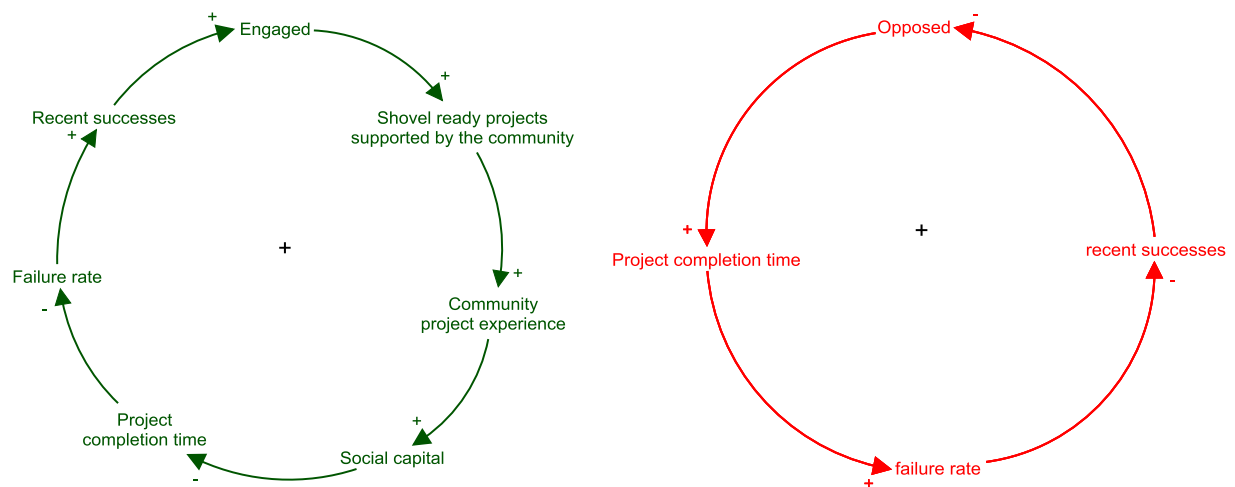 +
Engaged
+
Shovel ready projects
supported by the community
+
Community
project experience
+
Social capital
-
Project
completion time
-
Failure rate
+
Recent successes
+
-
Opposed
+
Project completion time
+
failure rate
-
recent successes
+